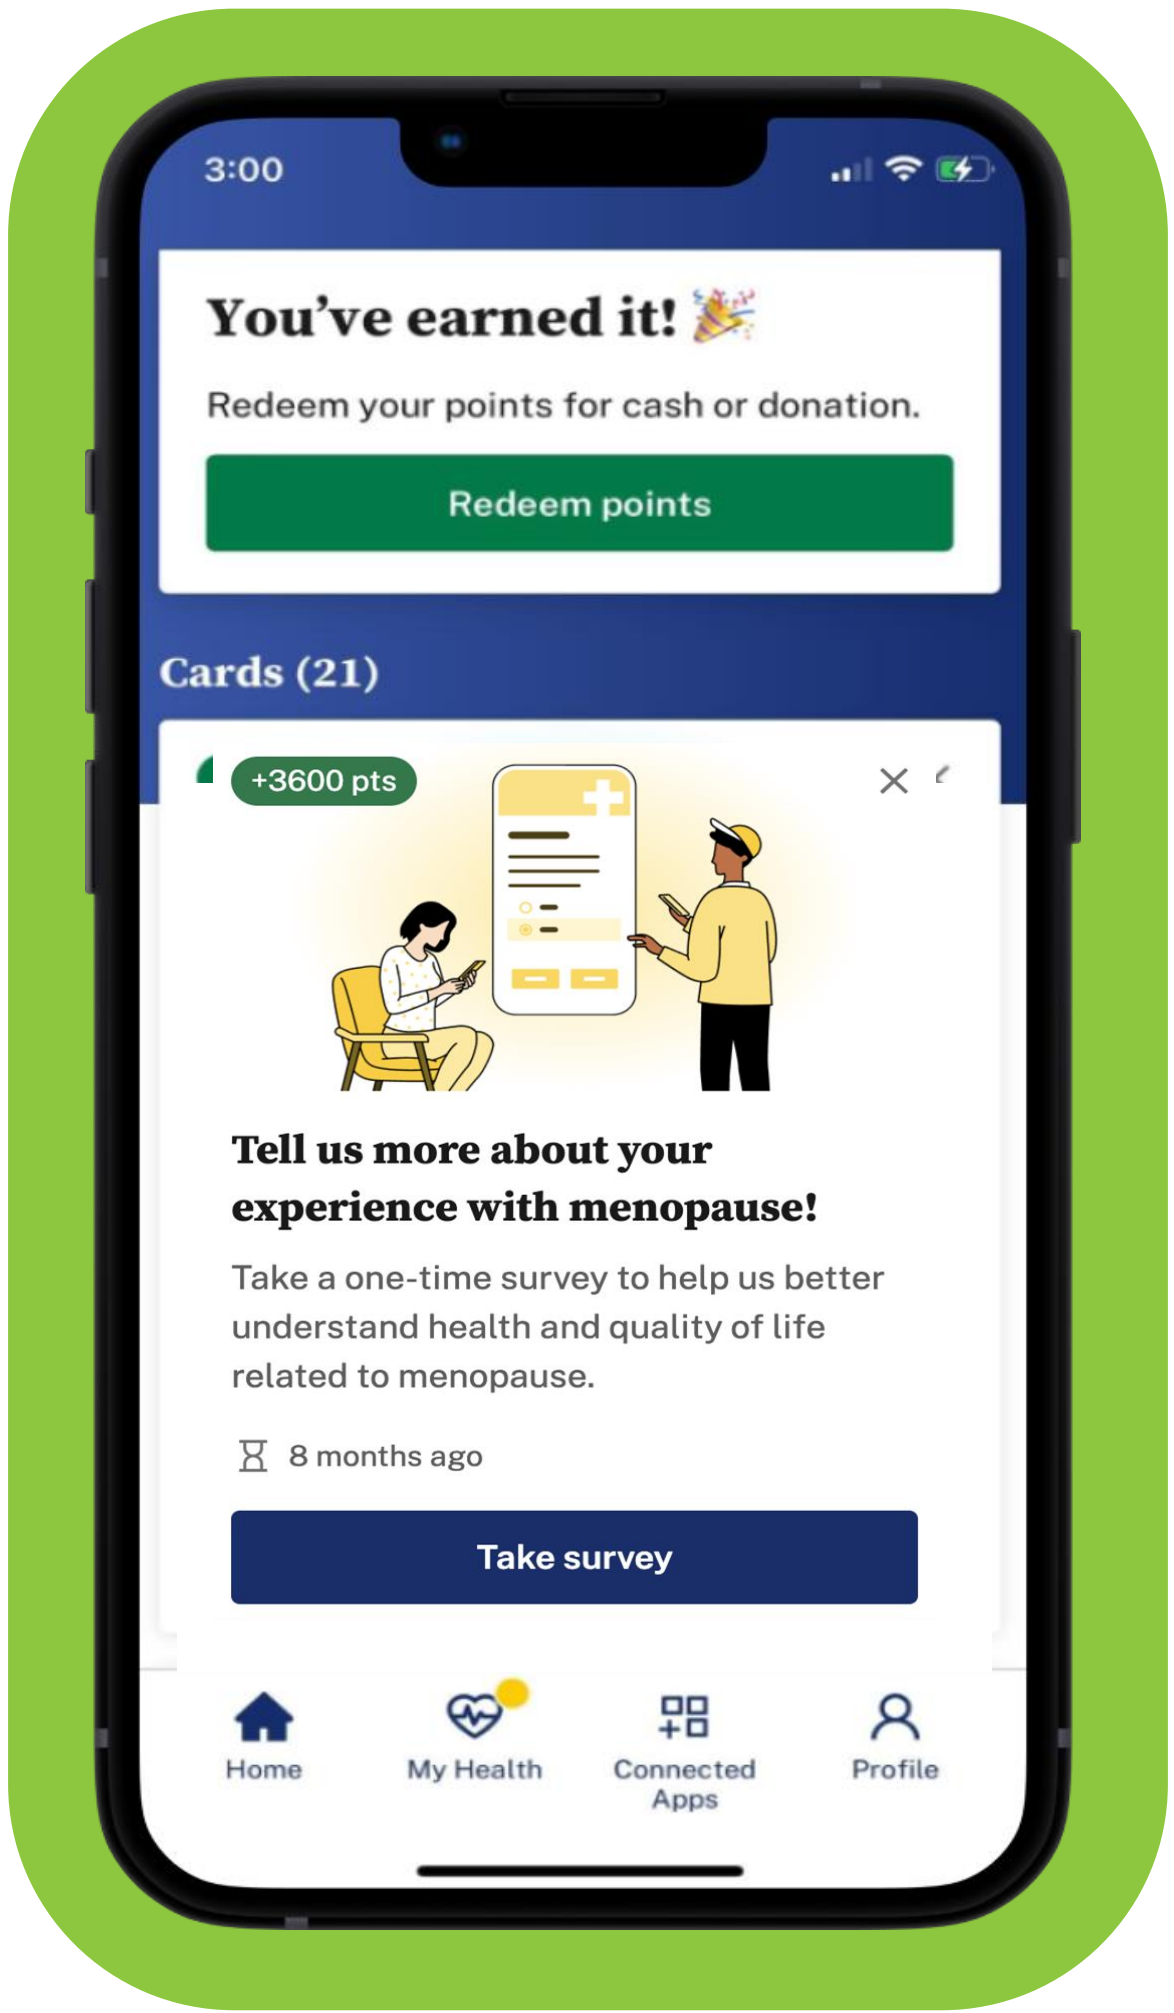 3:00
You've earned it! 🎉
Redeem your points for cash or donation.
Redeem points
Cards (21)
+3600 pts
Tell us more about your
experience with menopause!
Take a one-time survey to help us better
understand health and quality of life
related to menopause.
8 months ago
Take survey
Home
My Health
Connected
Apps
Profile